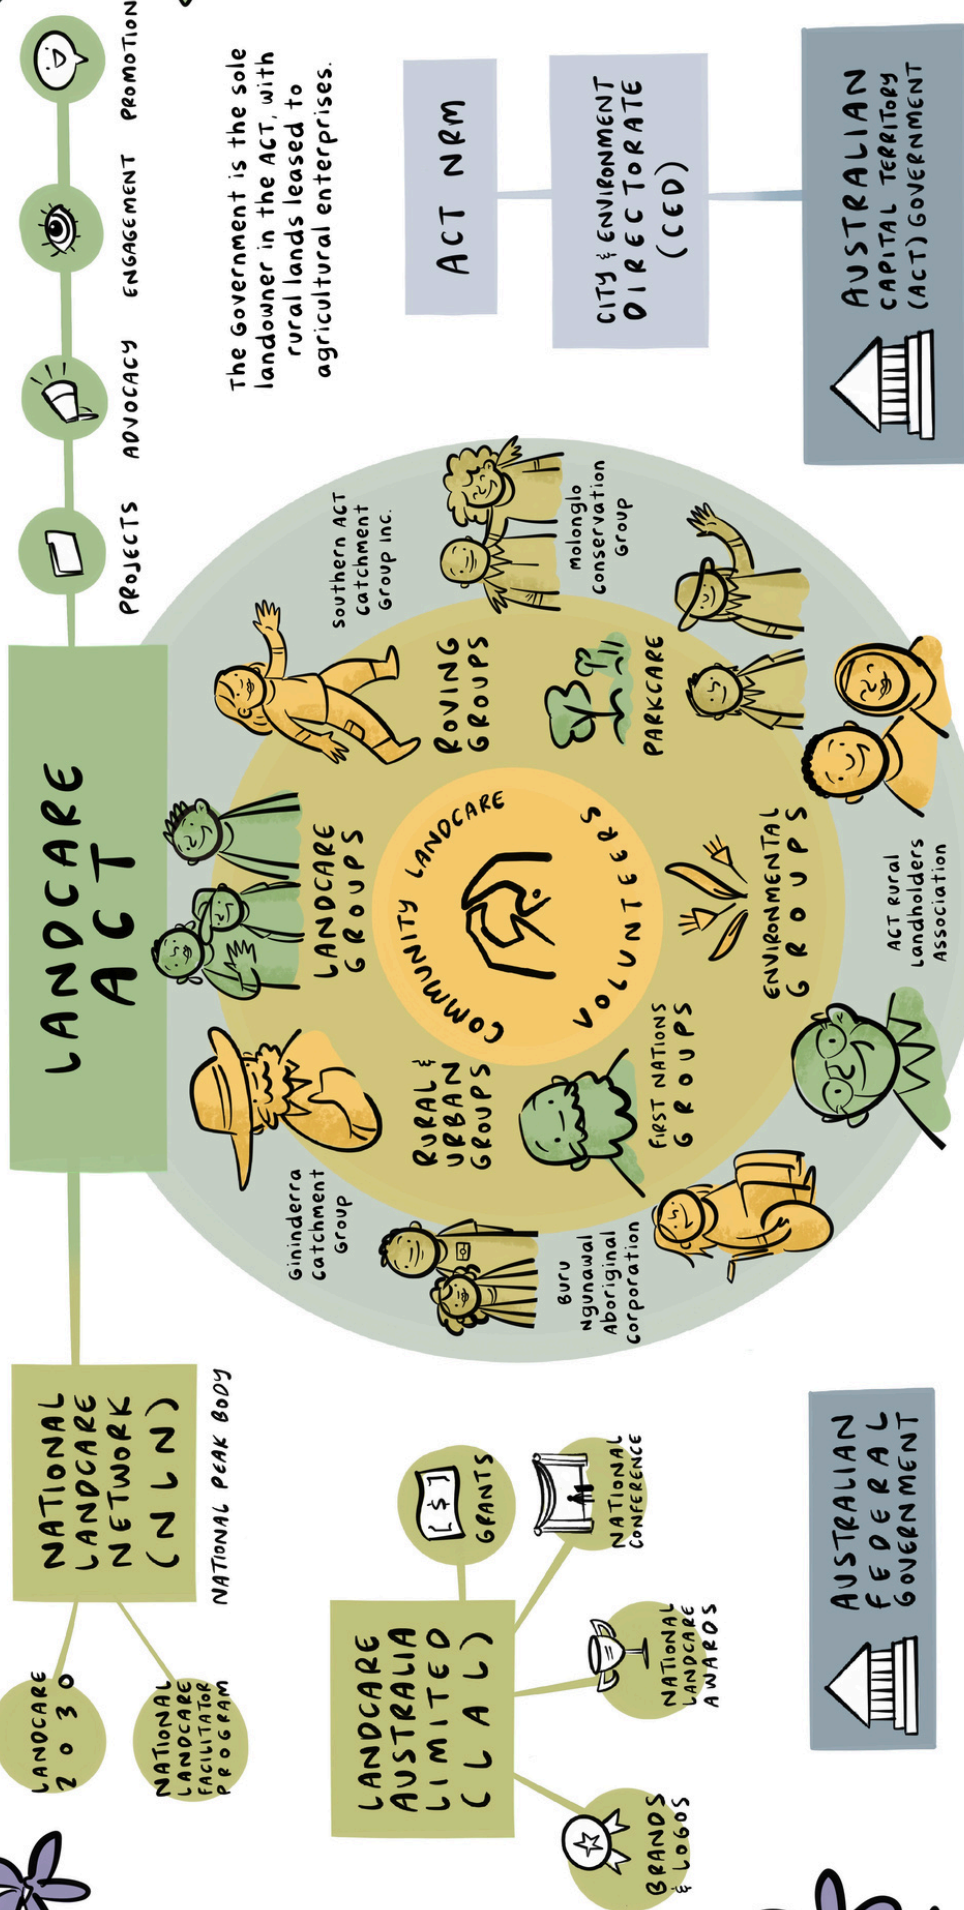 LANDCARE
2030
NATIONAL
LANDCARE
FACILITATOR
PROGRAM
NATIONAL
LANDCARE
NETWORK
(NLN)
NATIONAL PEAK BODY
LANDCARE
ACT
PROJECTS
ADVOCACY
ENGAGEMENT
PROMOTION
The Government is the sole
landowner in the ACT, with
rural lands leased to
agricultural enterprises.
LANDCARE
AUSTRALIA
LIMITED
(CLAL)
GRANTS
NATIONAL
CONFERENCE
NATIONAL
LANDCARE
AWARDS
BRANDS
& LOGOS
Ginninderra
Catchment
Group
Southern ACT
Catchment
Group Inc.
LANDCARE
GROUPS
RURAL &
URBAN
GROUPS
ROVING
GROUPS
COMMUNITY LANDCARE
VOLUNTEERS
Buru
Ngunawal
Aboriginal
Corporation
FIRST NATIONS
GROUPS
PARKCARE
Molonglo
Conservation
Group
ENVIRONMENTAL
GROUPS
ACT Rural
Landholders
Association
ACT NRM
CITY & ENVIRONMENT
DIRECTORATE
(CED)
AUSTRALIAN
CAPITAL TERRITORY
(ACT) GOVERNMENT
AUSTRALIAN
FEDERAL
GOVERNMENT